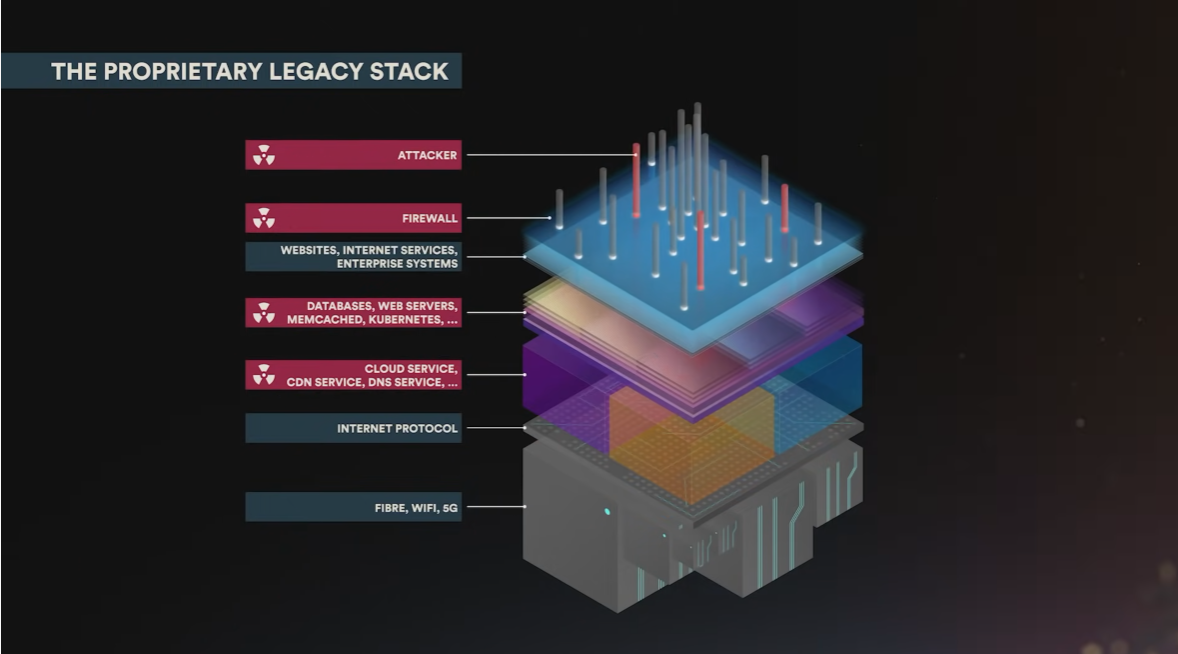 THE PROPRIETARY LEGACY STACK
ATTACKER
FIREWALL
WEBSITES, INTERNET SERVICES,
ENTERPRISE SYSTEMS
DATABASES, WEB SERVERS,
MEMCACHED, KUBERNETES, ...
CLOUD SERVICE,
CDN SERVICE, DNS SERVICE, ...
INTERNET PROTOCOL
FIBRE, WIFI, 5G